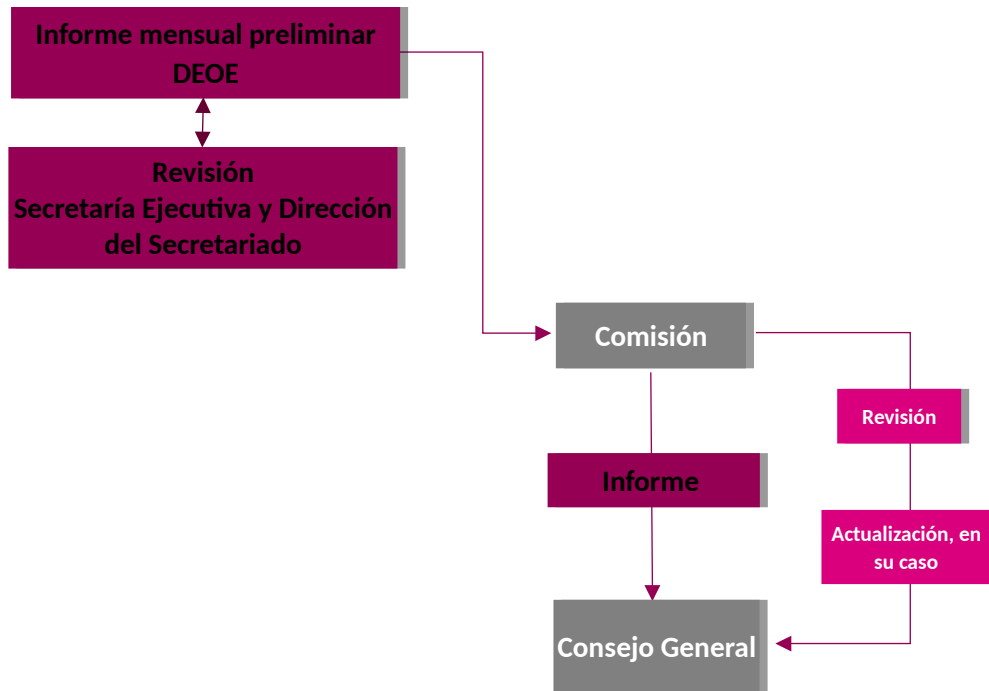 Informe mensual preliminar
DEOE
Revisión
Secretaría Ejecutiva y Dirección
del Secretariado
Comisión
Revisión
Informe
Actualización, en
su caso
Consejo General